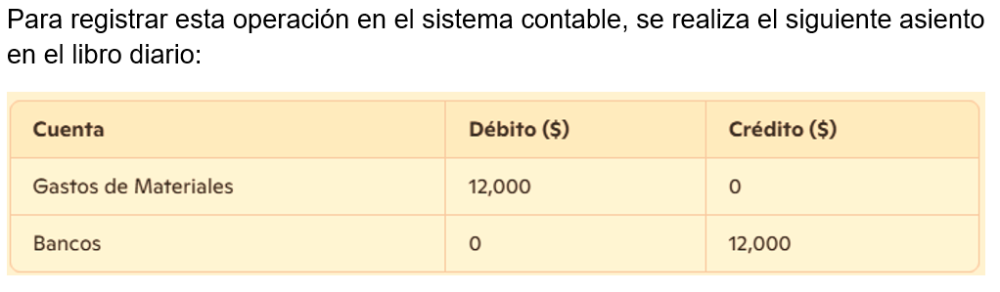 Para registrar esta operación en el sistema contable, se realiza el siguiente asiento
en el libro diario:
Cuenta Débito ($) Crédito ($)
Gastos de Materiales 12,000 0
Bancos 0 12,000